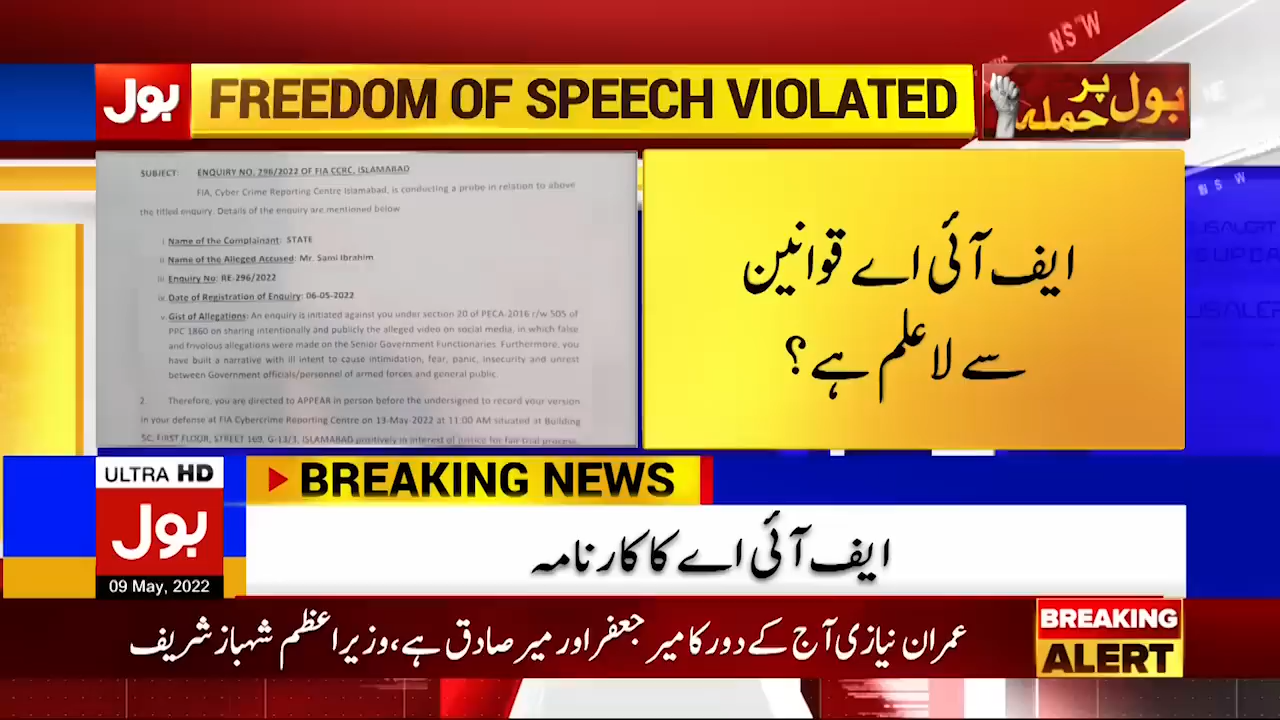 NSW
بول
FREEDOM OF SPEECH VIOLATED
بول پر حملہ
SUBJECT: ENQUIRY NO. 296/2022 OF FIA CCRC, ISLAMABAD
FIA, Cyber Crime Reporting Centre Islamabad, is conducting a probe in relation to above
the titled enquiry. Details of the enquiry are mentioned below
i. Name of the Complainant: STATE
ii. Name of the Alleged Accused: Mr. Sami Ibrahim
iii. Enquiry No: RE-296/2022
iv. Date of Registration of Enquiry: 06-05-2022
v. Gist of Allegations: An enquiry is initiated against you under section 20 of PECA-2016 r/w 505 of
PPC 1860 on sharing intentionally and publicly the alleged video on social media, in which false
and frivolous allegations were made on the Senior Government Functionaries. Furthermore, you
have built a narrative with ill intent to cause intimidation, fear, panic, insecurity and unrest
between Government officials/personnel of armed forces and general public.
2. Therefore, you are directed to APPEAR in person before the undersigned to record your version
in your defense at FIA Cybercrime Reporting Centre on 13-May-2022 at 11:00 AM situated at Building
5C, FIRST FLOOR, STREET 169, G-13/3, ISLAMABAD positively in interest of justice for fair trial process.
ایف آئی اے قوانین
سے لاعلم ہے؟
NSW
ULTRA HD
بول
09 May, 2022
BREAKING NEWS
ایف آئی اے کا کارنامہ
عمران نیازی آج کے دور کا میر جعفر اور میر صادق ہے، وزیراعظم شہباز شریف
BREAKING
ALERT